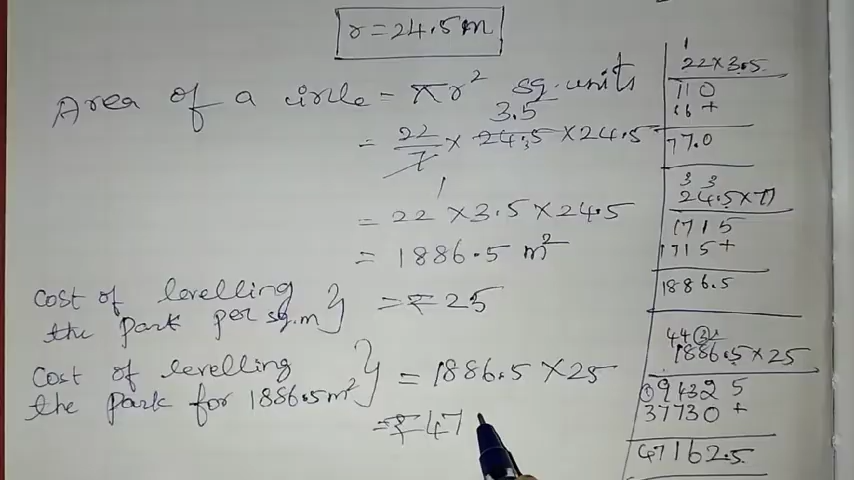 r = 24.5 m
Area of a circle = πr² sq. units
3.5
= 22/7 × 24.5 × 24.5
1
= 22 × 3.5 × 24.5
= 1886.5 m²
cost of levelling
the park per sq.m } = ₹ 25
cost of levelling
the park for 1886.5m² } = 1886.5 × 25
= ₹ 47
1
22 × 3.5
110
66 +
77.0
3 3
24.5 × 77
1715
1715 +
1886.5
1886.5 × 25
9432 5
37730 +
47162.5